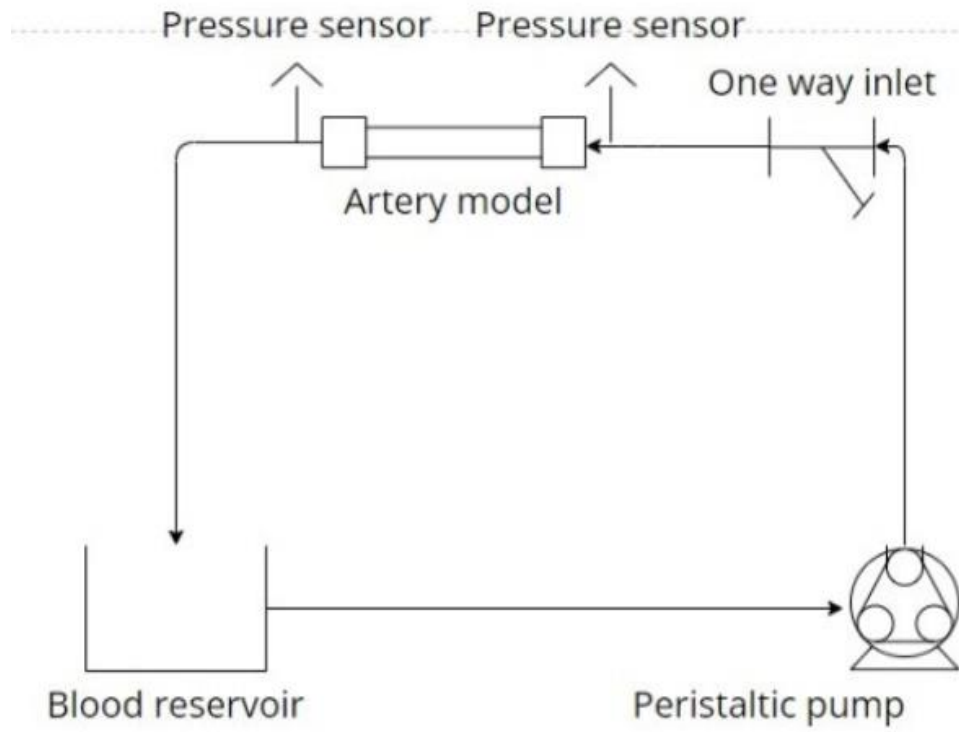 Pressure sensor Pressure sensor
One way inlet
Artery model
Blood reservoir
Peristaltic pump